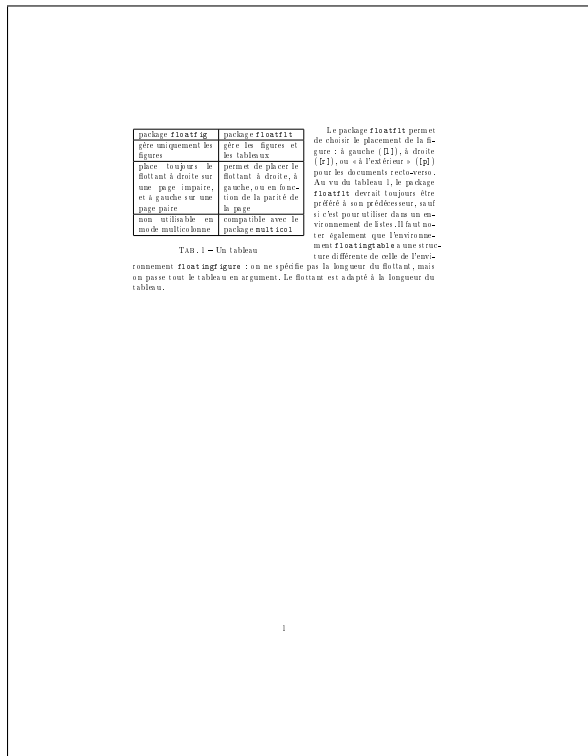 package floatfig package floatflt
gère uniquement les figures gère les figures et les tableaux
place toujours le flottant à droite sur une page impaire, et à gauche sur une page paire permet de placer le flottant à droite, à gauche, ou en fonction de la parité de la page
non utilisable en mode multicolonne compatible avec le package multicol
TAB. 1 – Un tableau
Le package floatflt permet
de choisir le placement de la fi-
gure : à gauche ([l]), à droite
([r]), ou « à l'extérieur » ([p])
pour les documents recto-verso.
Au vu du tableau 1, le package
floatflt devrait toujours être
préféré à son prédécesseur, sauf
si c'est pour utiliser dans un en-
vironnement de listes. Il faut no-
ter également que l'environne-
ment floatingtable a une struc-
ture différente de celle de l'envi-
ronnement floatingfigure : on ne spécifie pas la longueur du flottant, mais
on passe tout le tableau en argument. Le flottant est adapté à la longueur du
tableau.
1